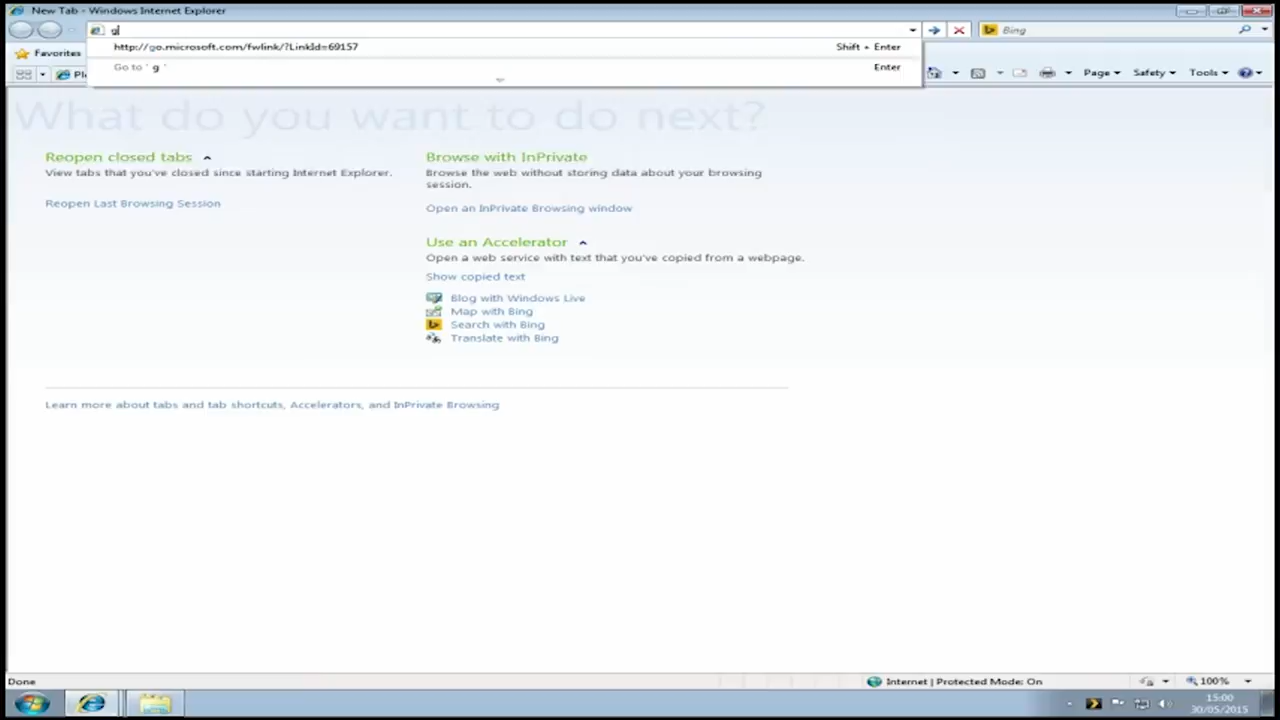 New Tab - Windows Internet Explorer
g
Bing
http://go.microsoft.com/fwlink/?LinkId=69157 Shift + Enter
Go to ' g ' Enter
Favorites
Page Safety Tools
What do you want to do next?
Reopen closed tabs
View tabs that you've closed since starting Internet Explorer.
Reopen Last Browsing Session
Browse with InPrivate
Browse the web without storing data about your browsing
session.
Open an InPrivate Browsing window
Use an Accelerator
Open a web service with text that you've copied from a webpage.
Show copied text
Blog with Windows Live
Map with Bing
Search with Bing
Translate with Bing
Learn more about tabs and tab shortcuts, Accelerators, and InPrivate Browsing
Done
Internet | Protected Mode: On
100%
15:00
30/05/2015